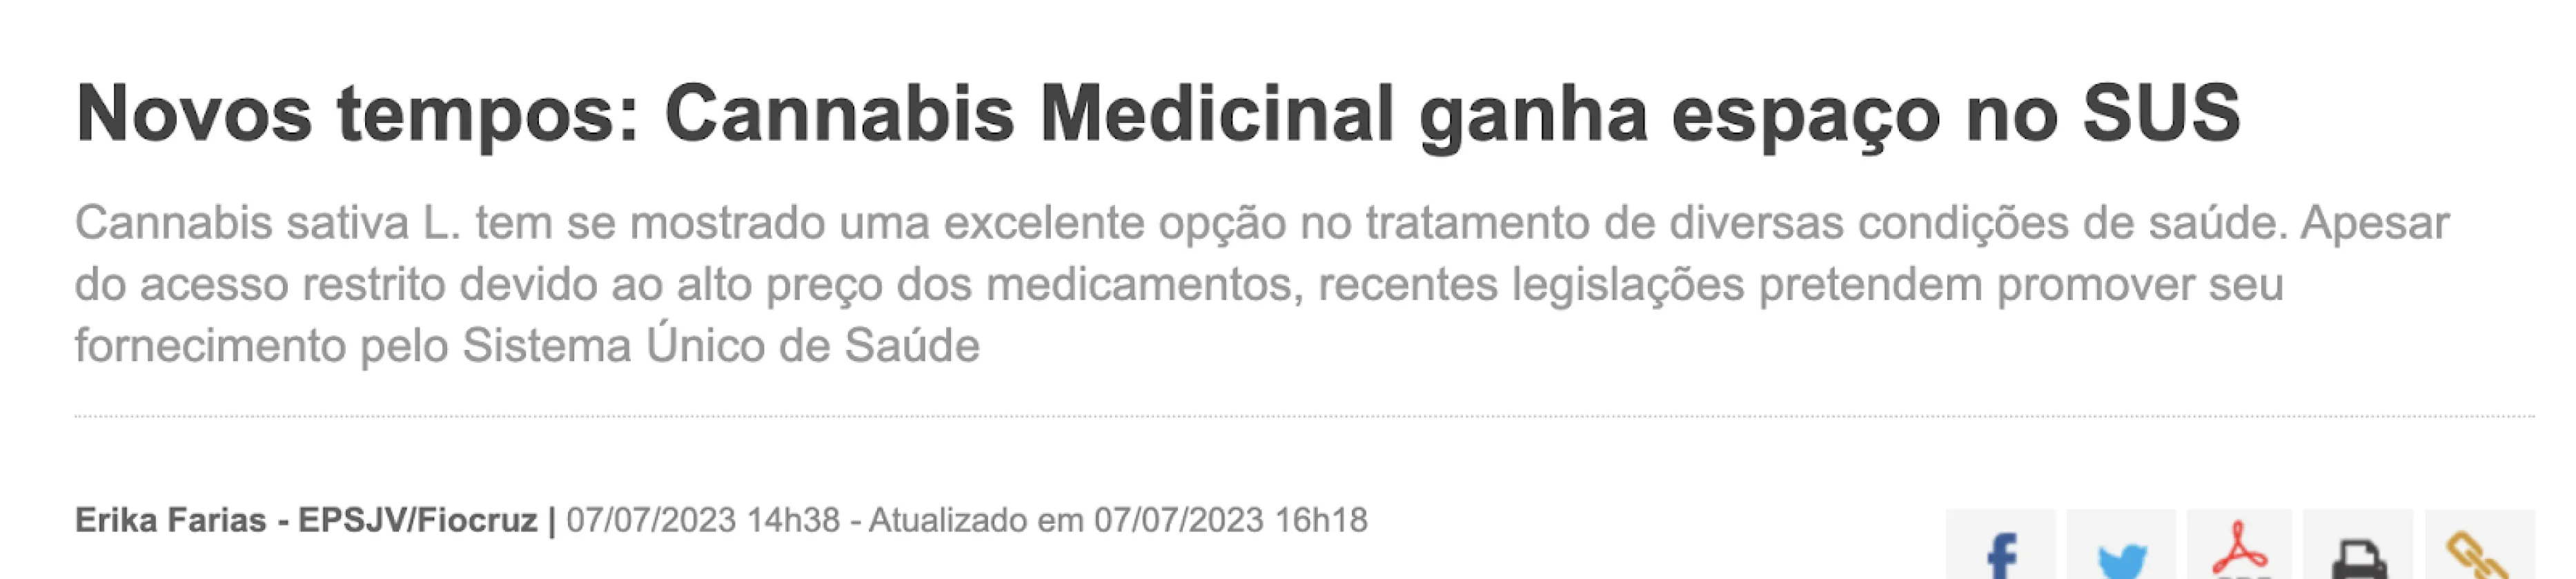 Novos tempos: Cannabis Medicinal ganha espaço no SUS
Cannabis sativa L. tem se mostrado uma excelente opção no tratamento de diversas condições de saúde. Apesar
do acesso restrito devido ao alto preço dos medicamentos, recentes legislações pretendem promover seu
fornecimento pelo Sistema Único de Saúde
Erika Farias - EPSJV/Fiocruz | 07/07/2023 14h38 - Atualizado em 07/07/2023 16h18